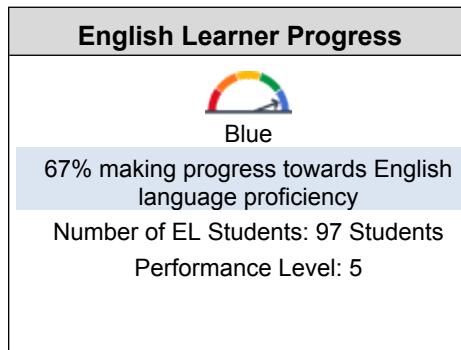 English Learner Progress
Blue
67% making progress towards English
language proficiency
Number of EL Students: 97 Students
Performance Level: 5